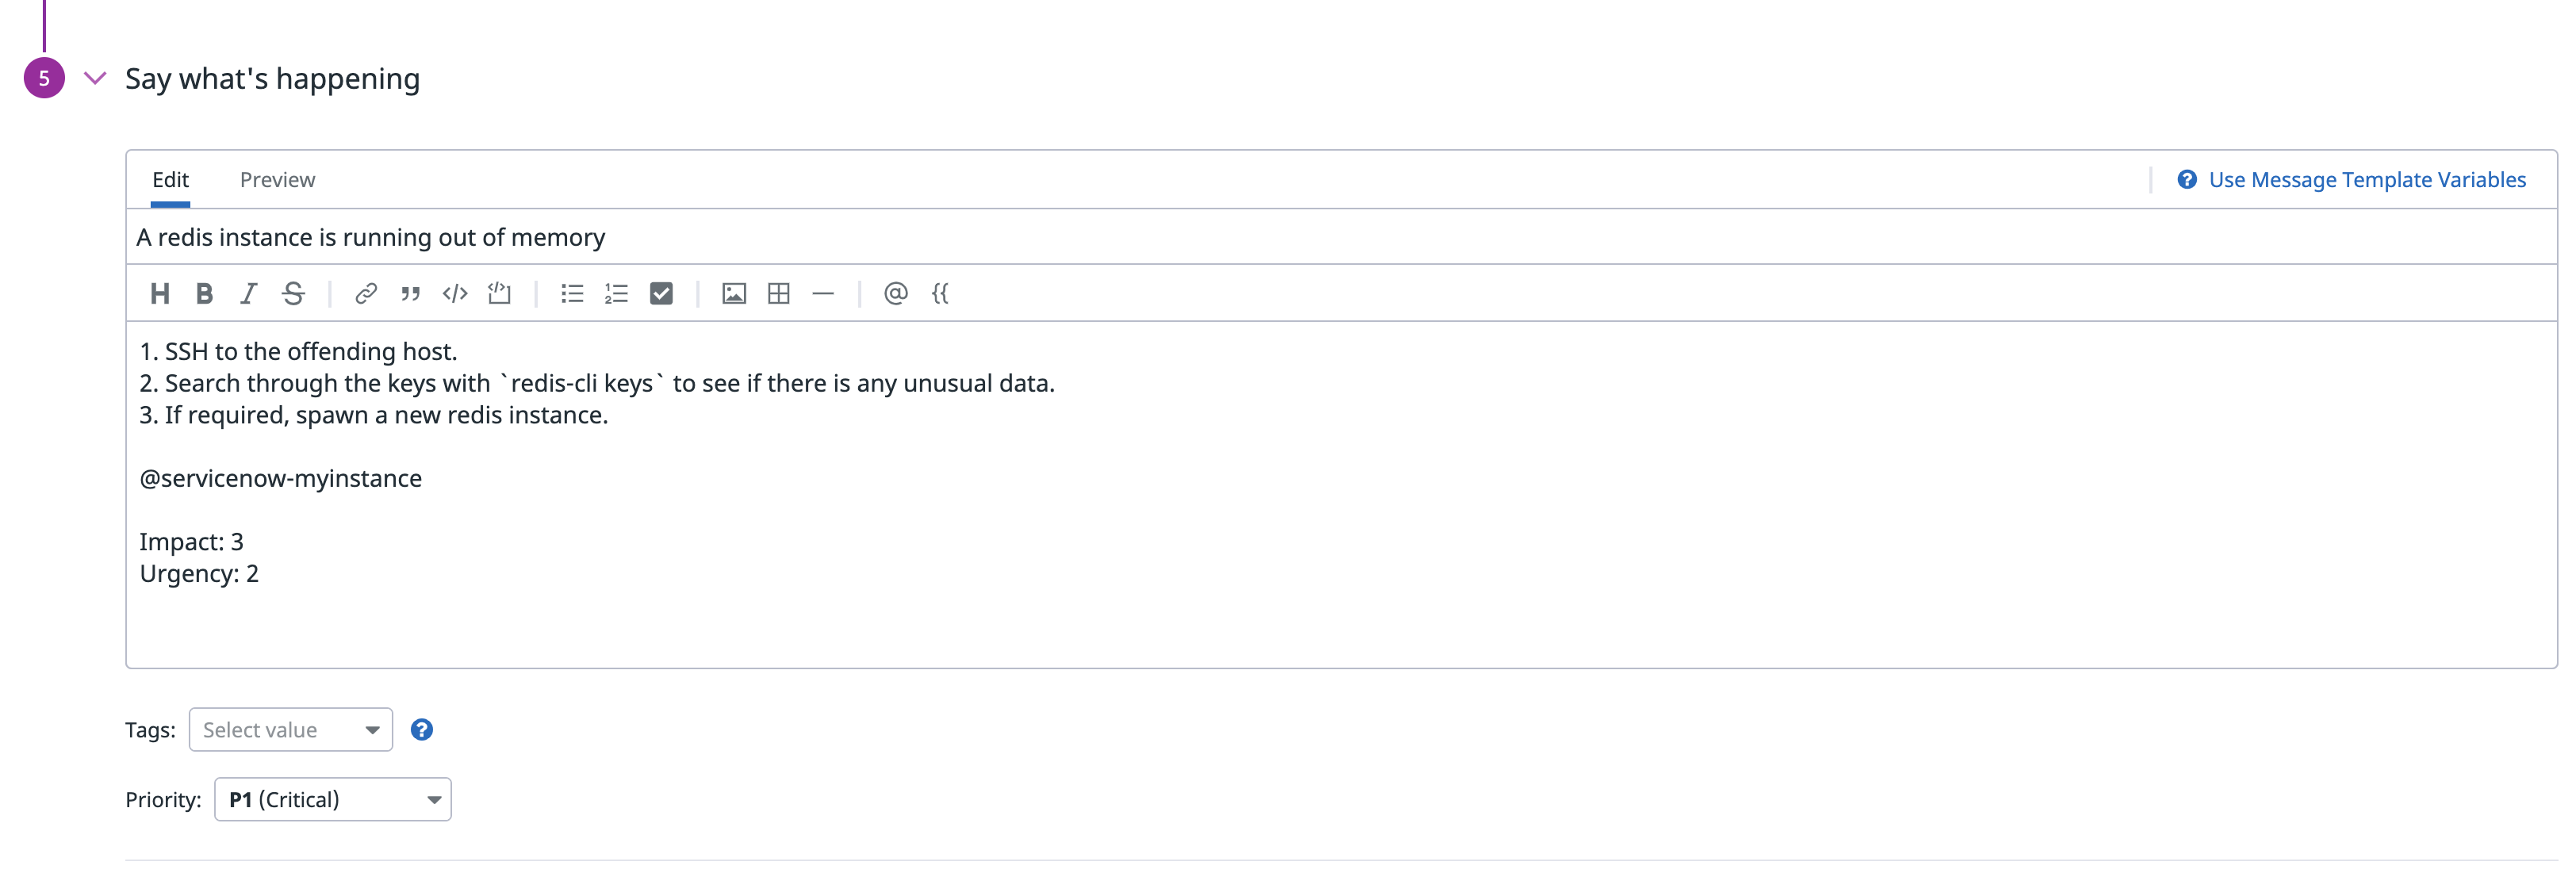 5 Say what's happening
Edit Preview Use Message Template Variables
A redis instance is running out of memory
1. SSH to the offending host.
2. Search through the keys with `redis-cli keys` to see if there is any unusual data.
3. If required, spawn a new redis instance.
@servicenow-myinstance
Impact: 3
Urgency: 2
Tags: Select value
Priority: P1 (Critical)